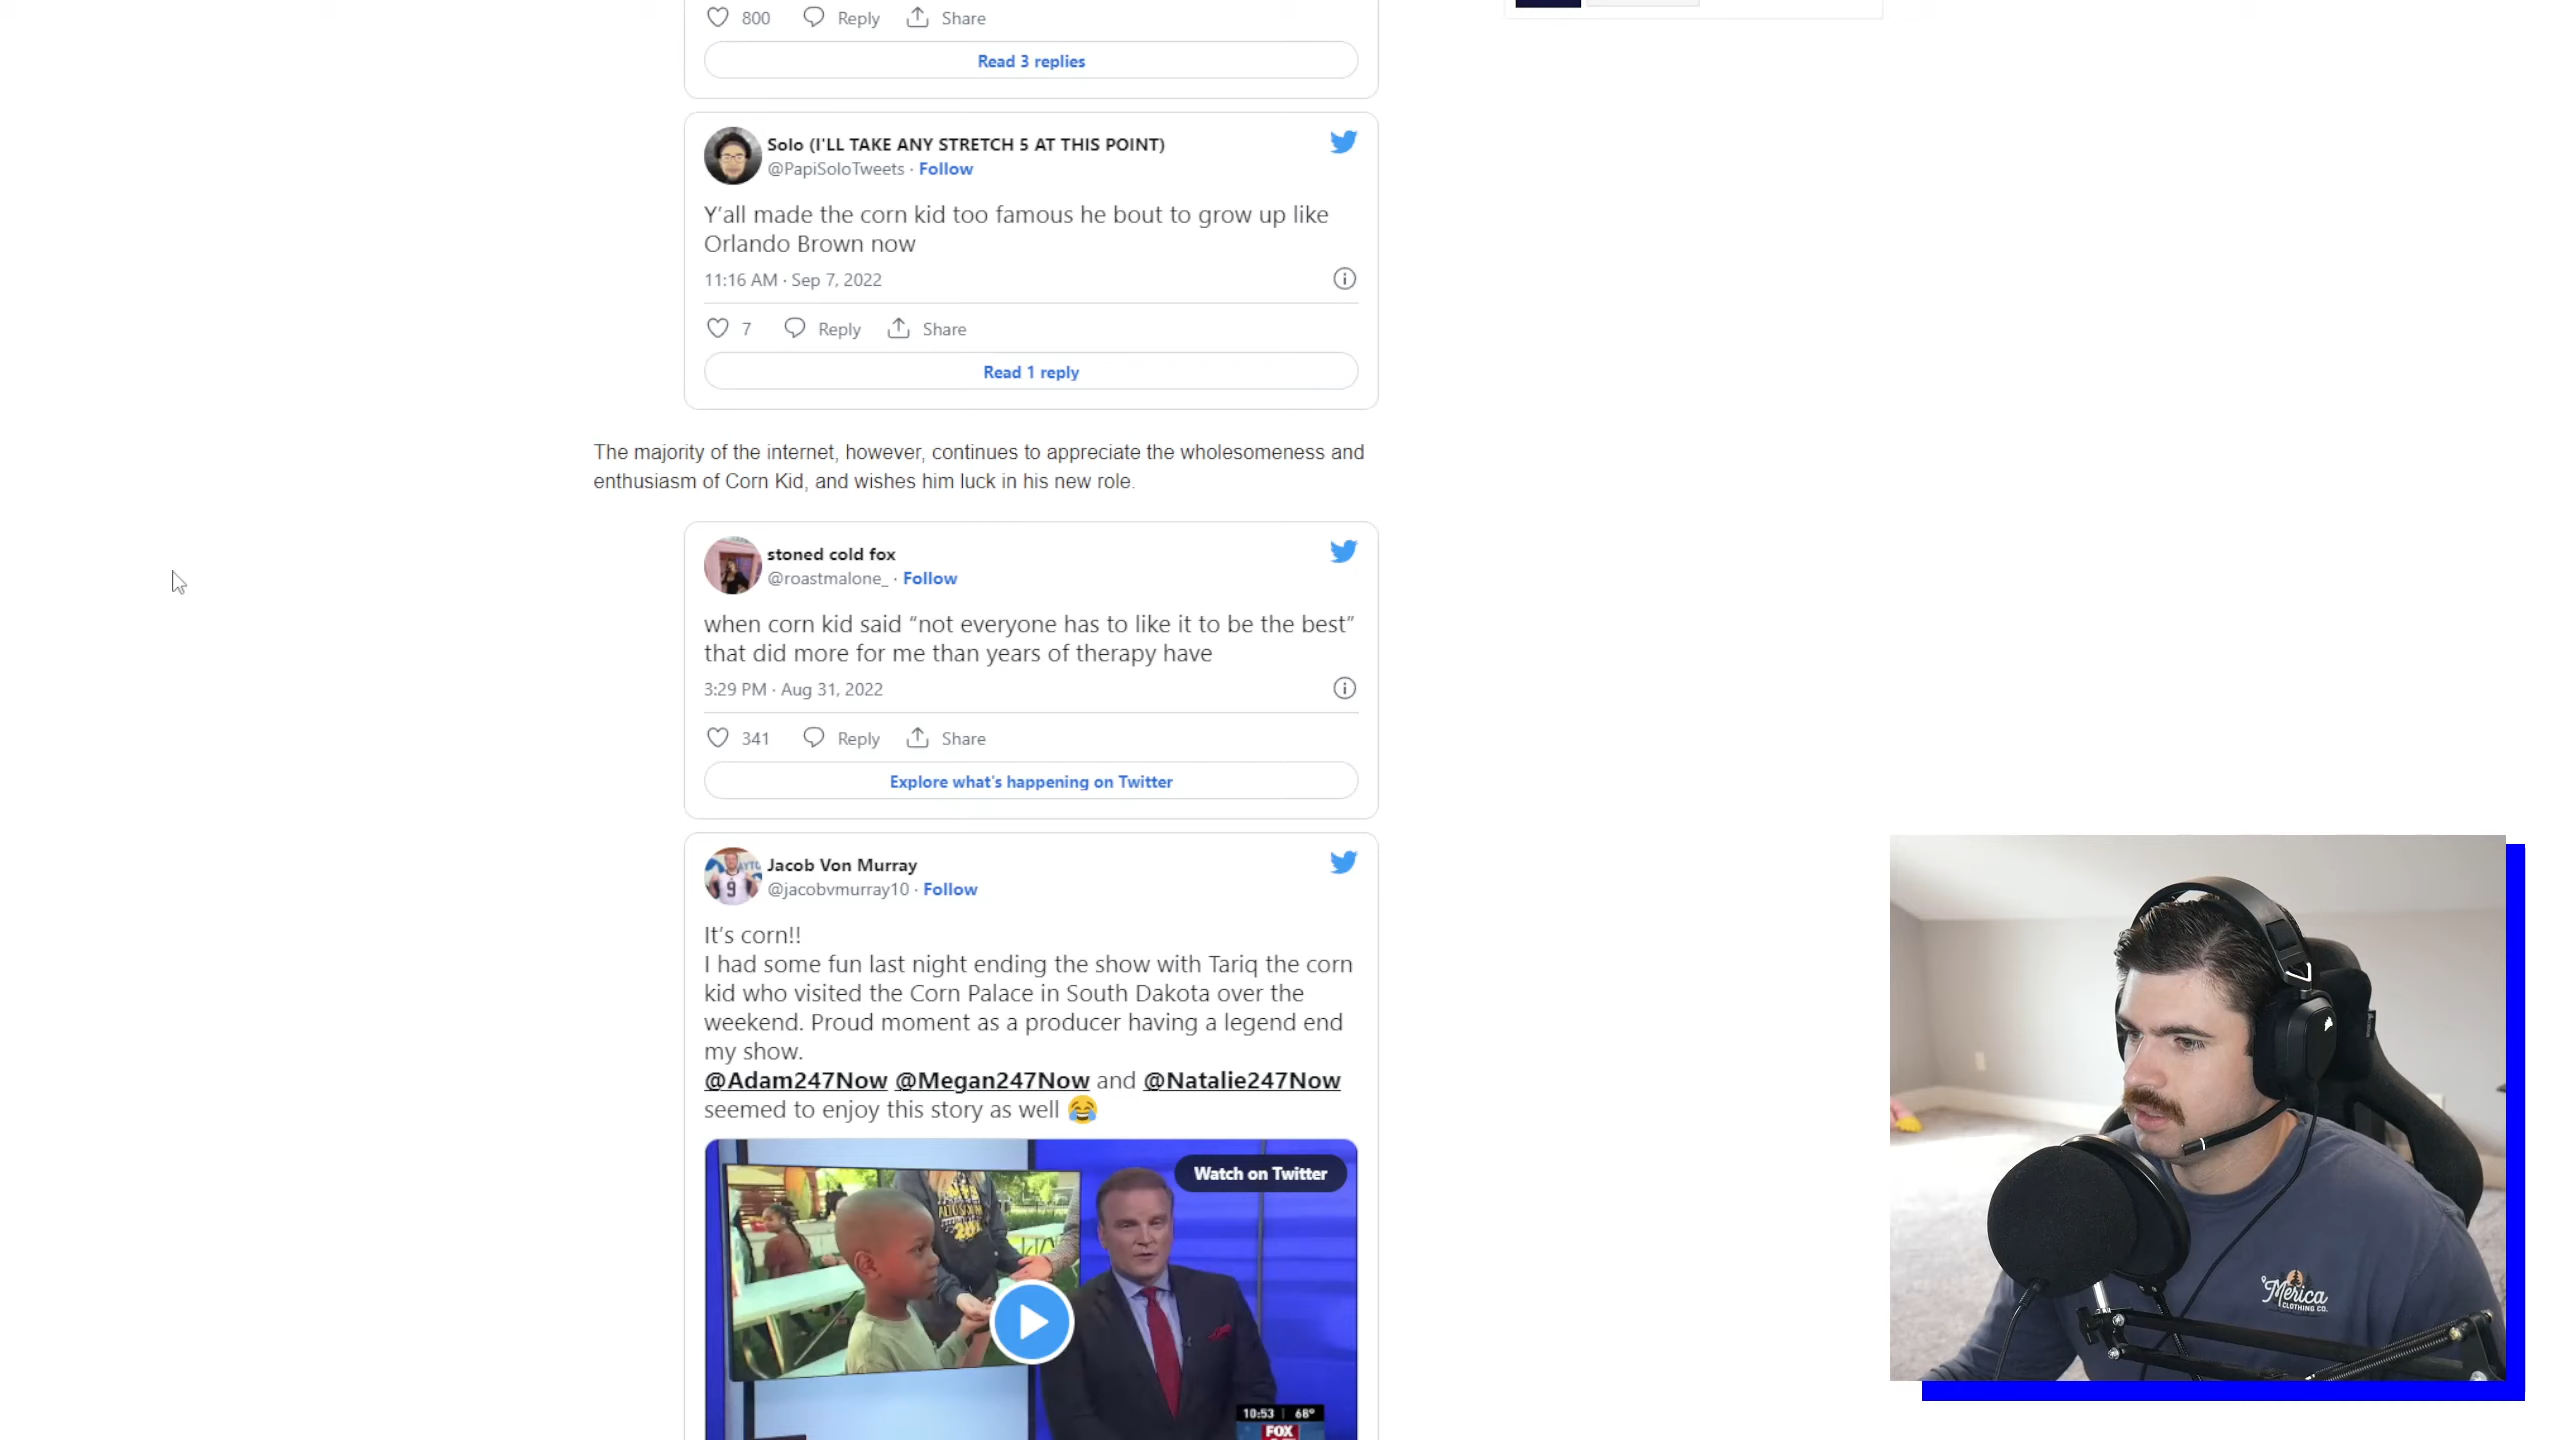 800 Reply Share
Read 3 replies
Solo (I'LL TAKE ANY STRETCH 5 AT THIS POINT)
@PapiSoloTweets · Follow
Y'all made the corn kid too famous he bout to grow up like
Orlando Brown now
11:16 AM · Sep 7, 2022
7 Reply Share
Read 1 reply
The majority of the internet, however, continues to appreciate the wholesomeness and
enthusiasm of Corn Kid, and wishes him luck in his new role.
stoned cold fox
@roastmalone_ · Follow
when corn kid said “not everyone has to like it to be the best”
that did more for me than years of therapy have
3:29 PM · Aug 31, 2022
341 Reply Share
Explore what's happening on Twitter
Jacob Von Murray
@jacobvmurray10 · Follow
It’s corn!!
I had some fun last night ending the show with Tariq the corn
kid who visited the Corn Palace in South Dakota over the
weekend. Proud moment as a producer having a legend end
my show.
@Adam247Now @Megan247Now and @Natalie247Now
seemed to enjoy this story as well 😂
Watch on Twitter
9
10:53 68°
FOX
'Merica
CLOTHING CO.